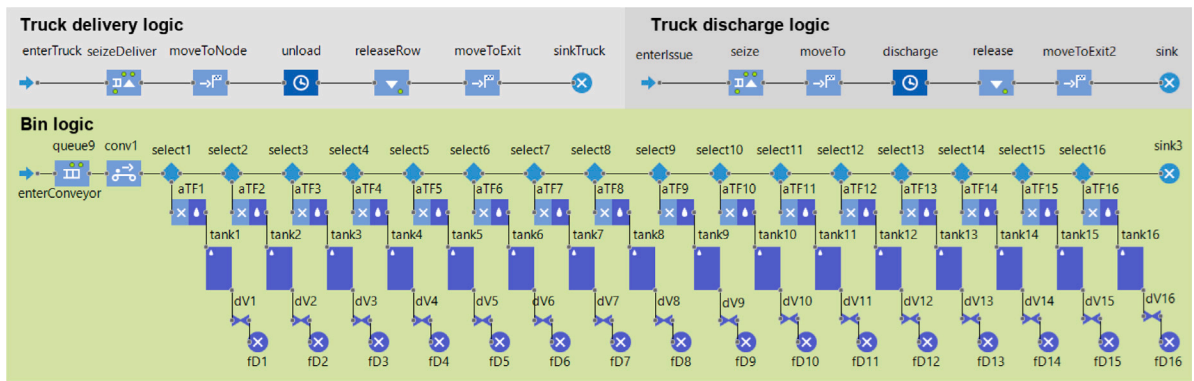 Truck delivery logic
Truck discharge logic
enterTruck seizeDeliver moveToNode unload releaseRow moveToExit sinkTruck
enterIssue seize moveTo discharge release moveToExit2 sink
Bin logic
queue9 conv1 select1 select2 select3 select4 select5 select6 select7 select8 select9 select10 select11 select12 select13 select14 select15 select16 sink3
enterConveyor
aTF1 aTF2 aTF3 aTF4 aTF5 aTF6 aTF7 aTF8 aTF9 aTF10 aTF11 aTF12 aTF13 aTF14 aTF15 aTF16
tank1 tank2 tank3 tank4 tank5 tank6 tank7 tank8 tank9 tank10 tank11 tank12 tank13 tank14 tank15 tank16
dV1 dV2 dV3 dV4 dV5 dV6 dV7 dV8 dV9 dV10 dV11 dV12 dV13 dV14 dV15 dV16
fD1 fD2 fD3 fD4 fD5 fD6 fD7 fD8 fD9 fD10 fD11 fD12 fD13 fD14 fD15 fD16